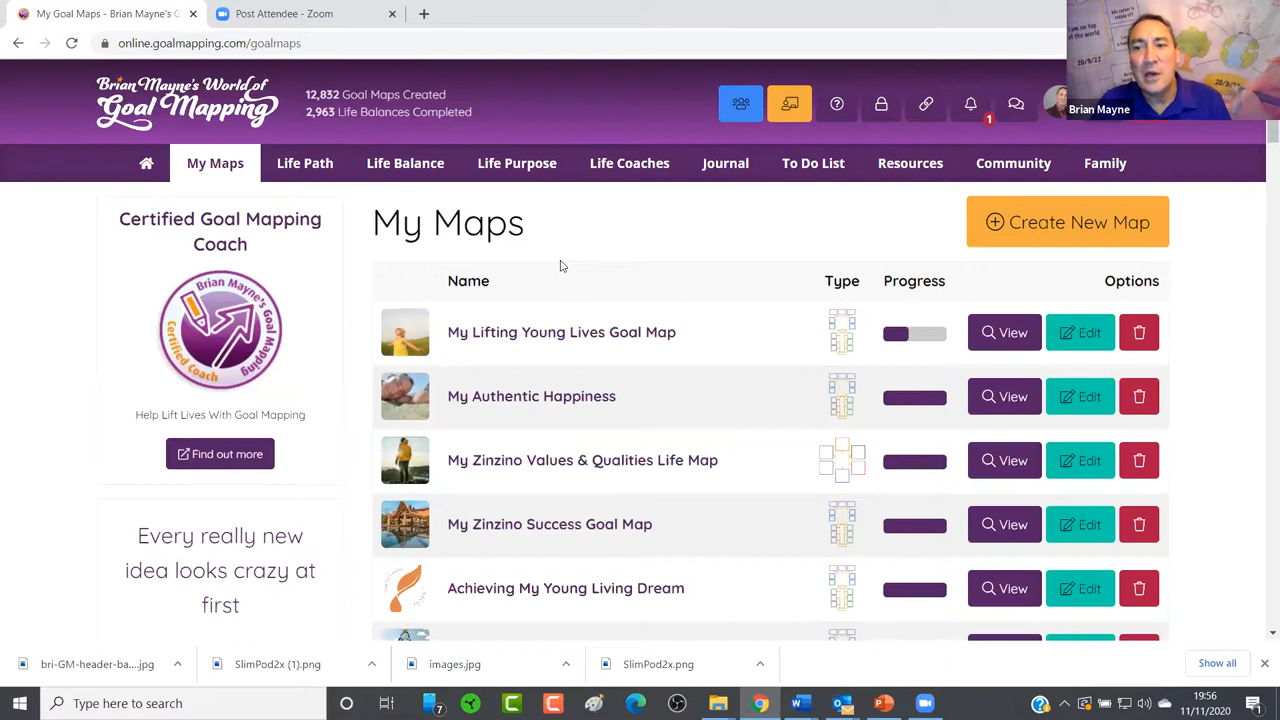 My Goal Maps - Brian Mayne's G
Post Attendee - Zoom
online.goalmapping.com/goalmaps
Brian Mayne
Brian Mayne's World of
Goal Mapping
12,832 Goal Maps Created
2,963 Life Balances Completed
1
My Maps
Life Path
Life Balance
Life Purpose
Life Coaches
Journal
To Do List
Resources
Community
Family
Certified Goal Mapping
Coach
Brian Mayne's Goal Mapping
Certified Coach
Help Lift Lives With Goal Mapping
Find out more
Every really new
idea looks crazy at
first
My Maps
Create New Map
Name
Type
Progress
Options
My Lifting Young Lives Goal Map
View
Edit
My Authentic Happiness
View
Edit
My Zinzino Values & Qualities Life Map
View
Edit
My Zinzino Success Goal Map
View
Edit
Achieving My Young Living Dream
View
Edit
bri-GM-header-ba....jpg
SlimPod2x (1).png
images.jpg
SlimPod2x.png
Show all
Type here to search
7
19:56
11/11/2020
1